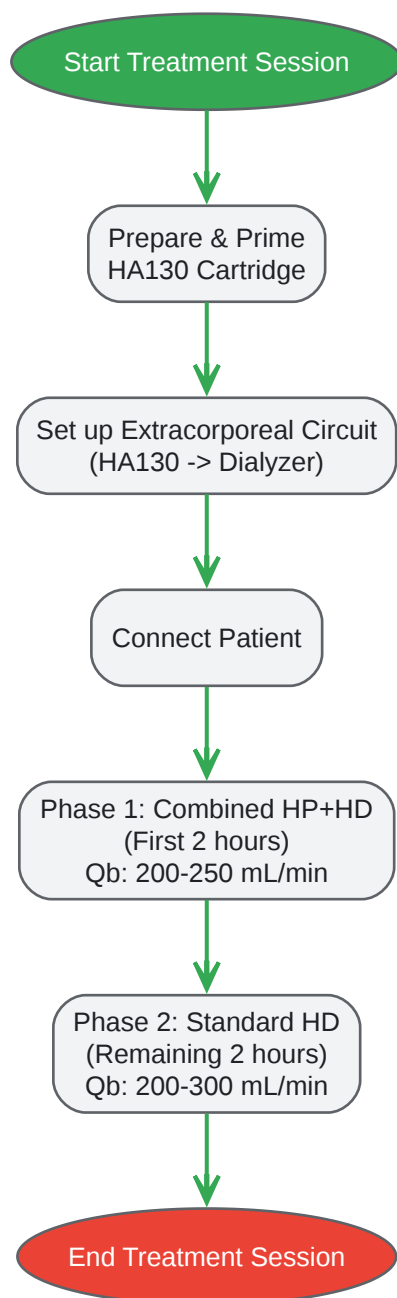 Start Treatment Session
Prepare & Prime
HA130 Cartridge
Set up Extracorporeal Circuit
(HA130 -> Dialyzer)
Connect Patient
Phase 1: Combined HP+HD
(First 2 hours)
Qb: 200-250 mL/min
Phase 2: Standard HD
(Remaining 2 hours)
Qb: 200-300 mL/min
End Treatment Session